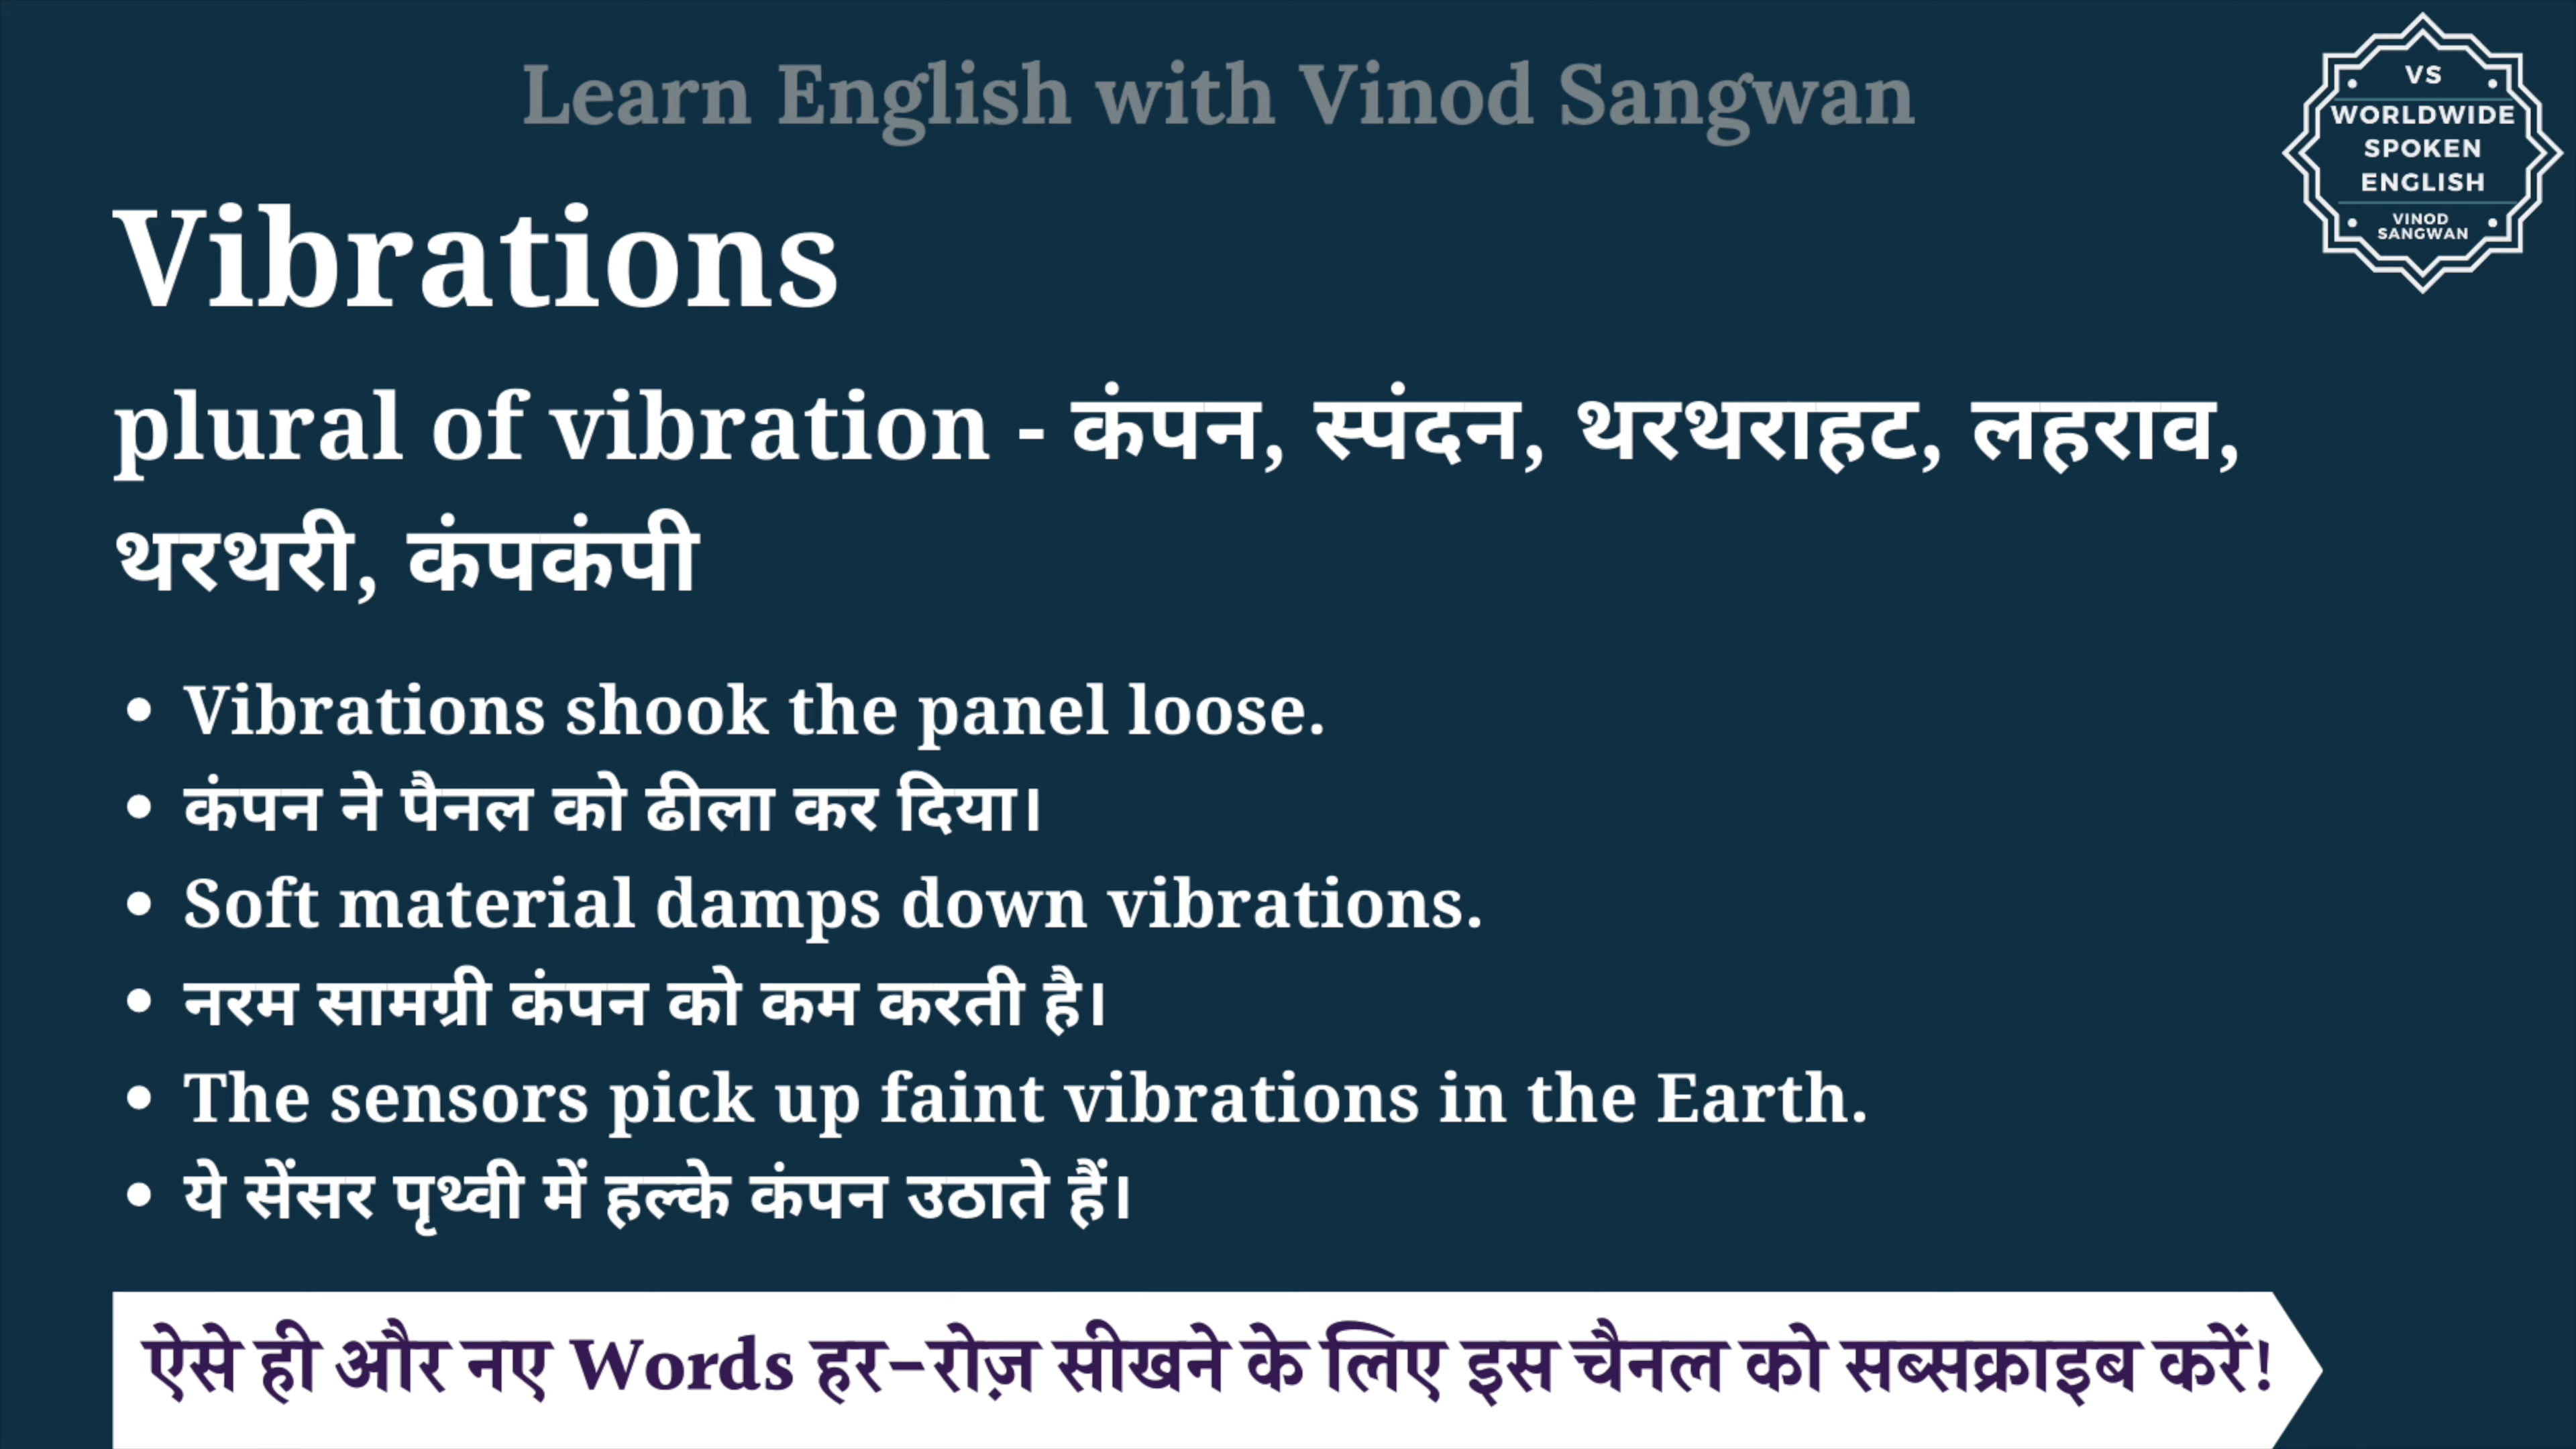 Learn English with Vinod Sangwan
VS
WORLDWIDE
SPOKEN
ENGLISH
VINOD
SANGWAN
Vibrations
plural of vibration - कंपन, स्पंदन, थरथराहट, लहराव,
थरथरी, कंपकंपी
• Vibrations shook the panel loose.
• कंपन ने पैनल को ढीला कर दिया।
• Soft material damps down vibrations.
• नरम सामग्री कंपन को कम करती है।
• The sensors pick up faint vibrations in the Earth.
• ये सेंसर पृथ्वी में हल्के कंपन उठाते हैं।
ऐसे ही और नए Words हर-रोज़ सीखने के लिए इस चैनल को सब्सक्राइब करें!